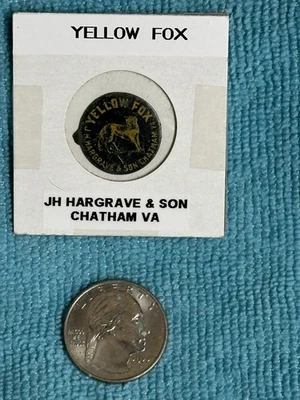 YELLOW FOX
YELLOW FOX
J.H. HARGRAVE & SON CHATHAM VA
JH HARGRAVE & SON
CHATHAM VA
LIBERTY